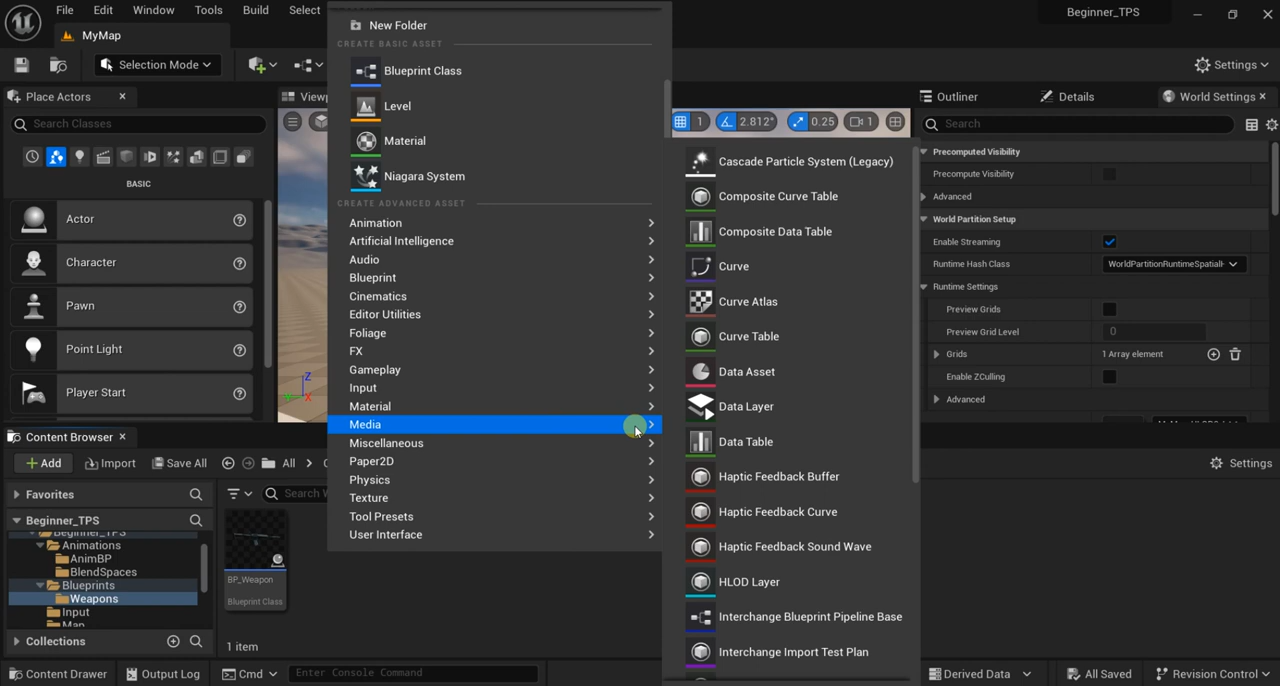 File Edit Window Tools Build Select
Beginner_TPS
MyMap
Selection Mode
Settings
Place Actors
Search Classes
BASIC
Actor
Character
Pawn
Point Light
Player Start
New Folder
CREATE BASIC ASSET
Blueprint Class
Level
Material
Niagara System
CREATE ADVANCED ASSET
Animation
Artificial Intelligence
Audio
Blueprint
Cinematics
Editor Utilities
Foliage
FX
Gameplay
Input
Material
Media
Miscellaneous
Paper2D
Physics
Texture
Tool Presets
User Interface
1 2.812° 0.25 1
Z
X
Cascade Particle System (Legacy)
Composite Curve Table
Composite Data Table
Curve
Curve Atlas
Curve Table
Data Asset
Data Layer
Data Table
Haptic Feedback Buffer
Haptic Feedback Curve
Haptic Feedback Sound Wave
HLOD Layer
Interchange Blueprint Pipeline Base
Interchange Import Test Plan
Outliner Details World Settings
Search
Precomputed Visibility
Precompute Visibility
Advanced
World Partition Setup
Enable Streaming
Runtime Hash Class WorldPartitionRuntimeSpatialH
Runtime Settings
Preview Grids
Preview Grid Level 0
Grids 1 Array element
Enable ZCulling
Advanced
Content Browser
Add Import Save All All
Settings
Favorites
Search W
Beginner_TPS
Beginner_TPS
Animations
AnimBP
BlendSpaces
Blueprints
Weapons
Input
Map
Collections
BP_Weapon
Blueprint Class
1 item
Content Drawer Output Log Cmd Enter Console Command
Derived Data All Saved Revision Control